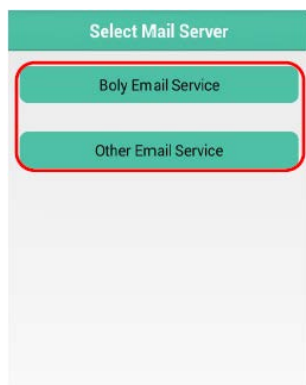 Select Mail Server
Boly Email Service
Other Email Service